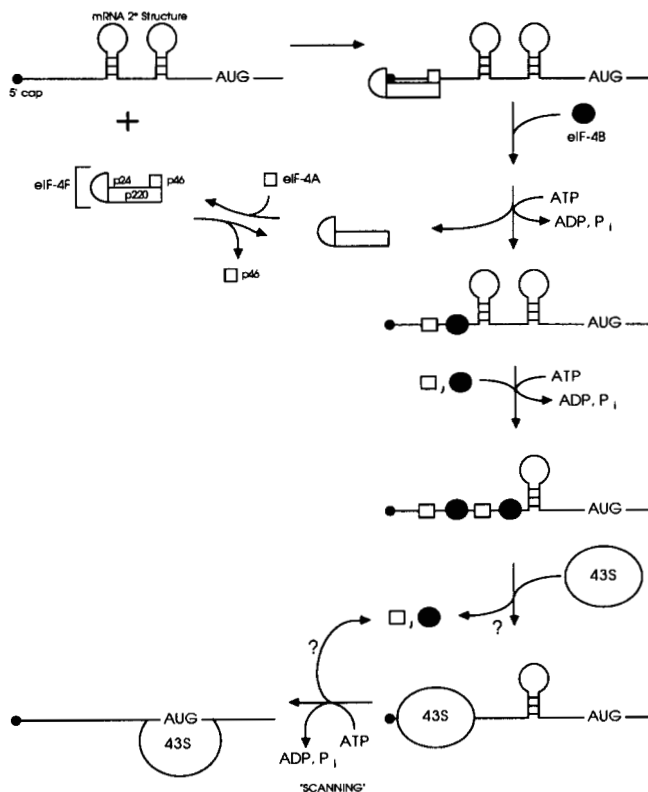 mRNA 2° Structure
AUG
5' cap
AUG
+
eIF-4B
eIF-4F
p24
p46
p220
eIF-4A
p46
ATP
ADP, Pi
AUG
ATP
ADP, Pi
AUG
43S
?
?
AUG
43S
ADP, Pi
ATP
43S
AUG
"SCANNING"